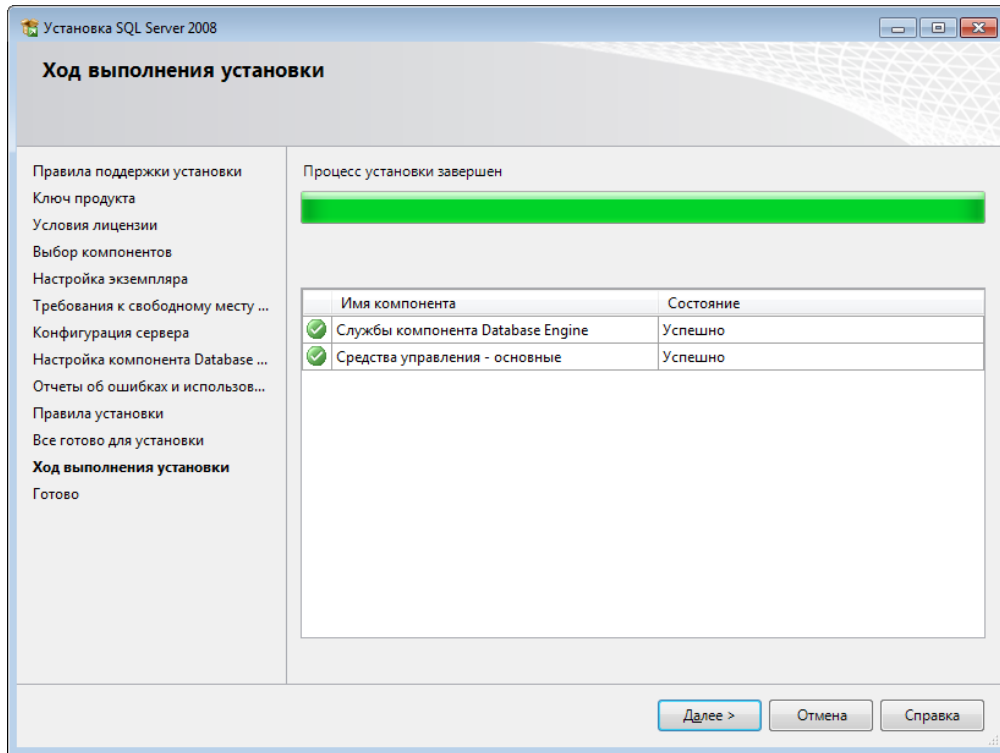 Установка SQL Server 2008
Ход выполнения установки
Правила поддержки установки
Ключ продукта
Условия лицензии
Выбор компонентов
Настройка экземпляра
Требования к свободному месту ...
Конфигурация сервера
Настройка компонента Database ...
Отчеты об ошибках и использов...
Правила установки
Все готово для установки
Ход выполнения установки
Готово
Процесс установки завершен
Имя компонента Состояние
Службы компонента Database Engine Успешно
Средства управления - основные Успешно
Далее > Отмена Справка